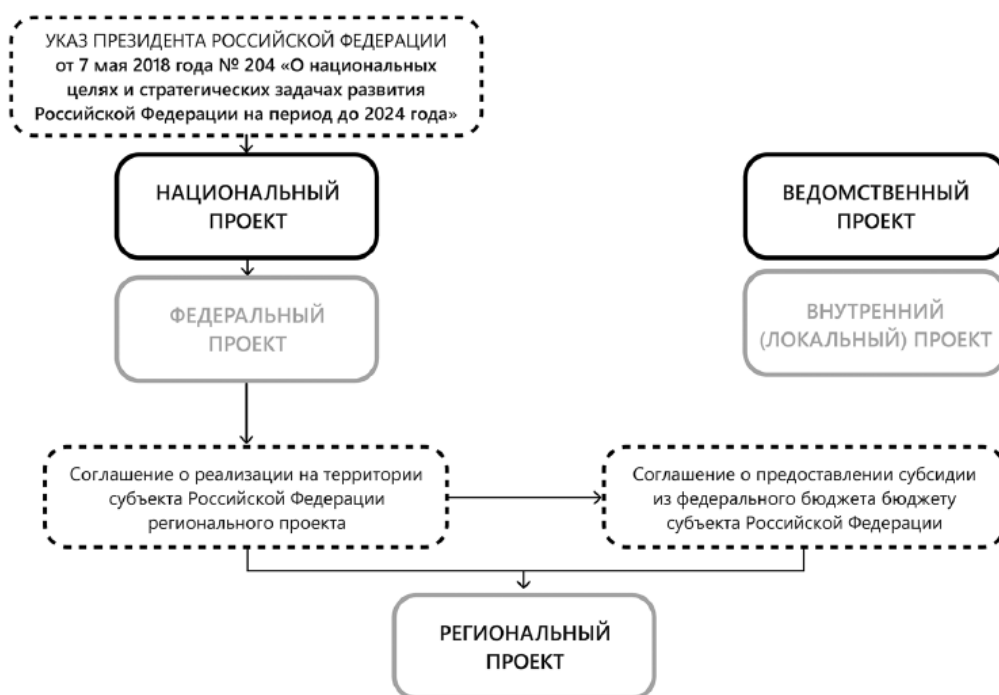 УКАЗ ПРЕЗИДЕНТА РОССИЙСКОЙ ФЕДЕРАЦИИ
от 7 мая 2018 года № 204 «О национальных
целях и стратегических задачах развития
Российской Федерации на период до 2024 года»
НАЦИОНАЛЬНЫЙ
ПРОЕКТ
ВЕДОМСТВЕННЫЙ
ПРОЕКТ
ФЕДЕРАЛЬНЫЙ
ПРОЕКТ
ВНУТРЕННИЙ
(ЛОКАЛЬНЫЙ) ПРОЕКТ
Соглашение о реализации на территории
субъекта Российской Федерации
регионального проекта
Соглашение о предоставлении субсидии
из федерального бюджета бюджету
субъекта Российской Федерации
РЕГИОНАЛЬНЫЙ
ПРОЕКТ